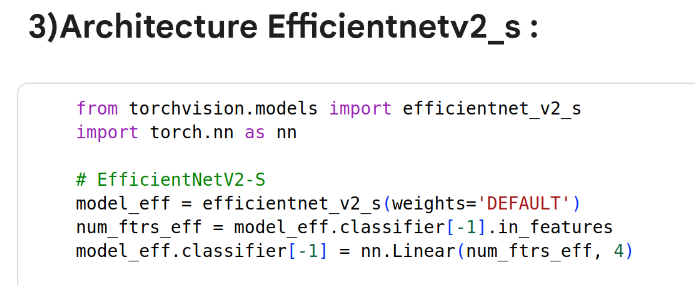 3)Architecture Efficientnetv2_s :
from torchvision.models import efficientnet_v2_s
import torch.nn as nn
# EfficientNetV2-S
model_eff = efficientnet_v2_s(weights='DEFAULT')
num_ftrs_eff = model_eff.classifier[-1].in_features
model_eff.classifier[-1] = nn.Linear(num_ftrs_eff, 4)